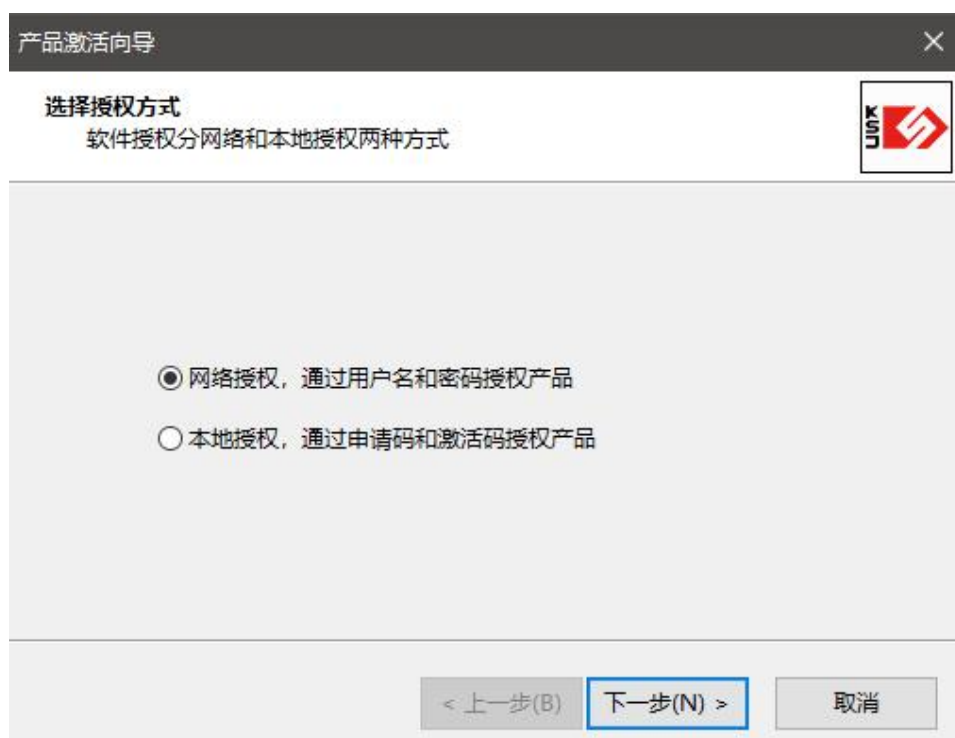 产品激活向导
选择授权方式
软件授权分网络和本地授权两种方式
KSJ
网络授权，通过用户名和密码授权产品
本地授权，通过申请码和激活码授权产品
< 上一步(B)
下一步(N) >
取消